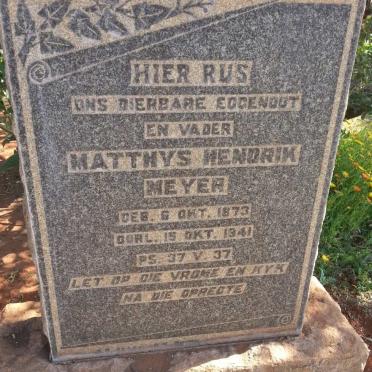 HIER RUS
ONS DIERBARE EGGENOOT
EN VADER
MATTHYS HENDRIK
MEYER
GEB. 6 OKT. 1873
OORL. 15 OKT. 1941
PS. 37 V. 37
LET OP DIE VROME EN KYK
NA DIE OPREGTE